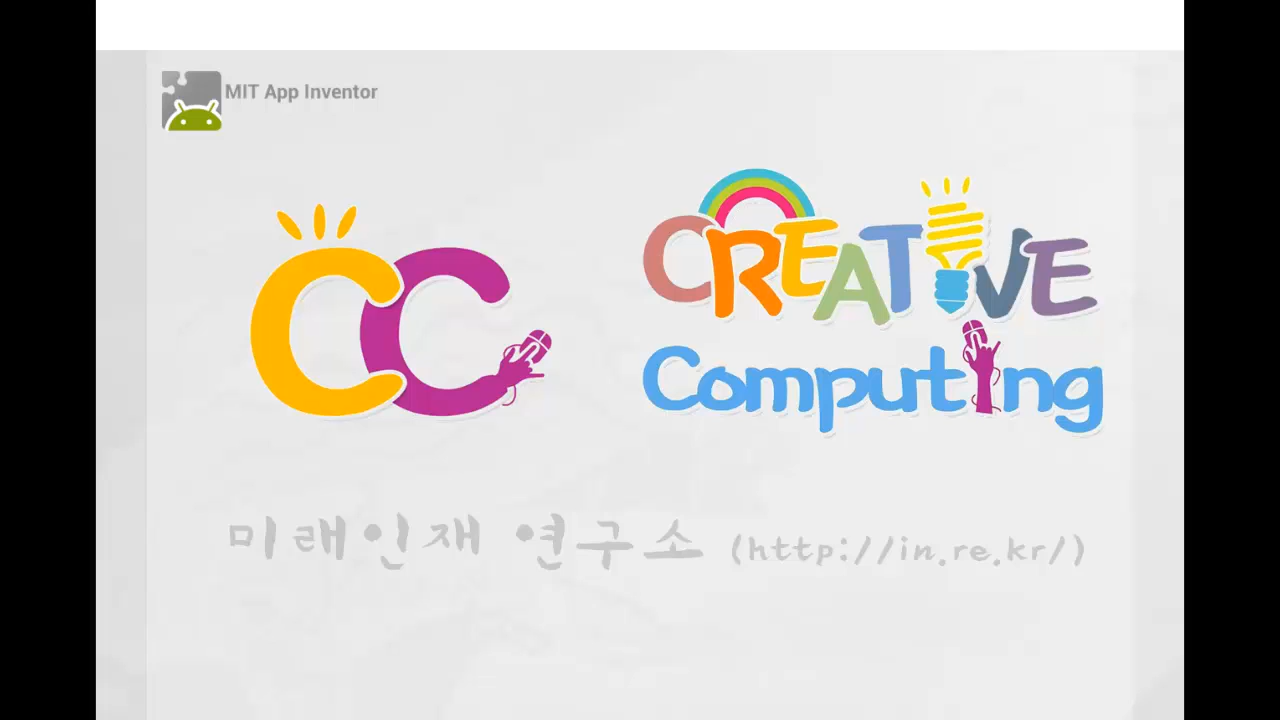 MIT App Inventor
CC
CREATIVE
Computing
미래인재 연구소 (http://in.re.kr/)